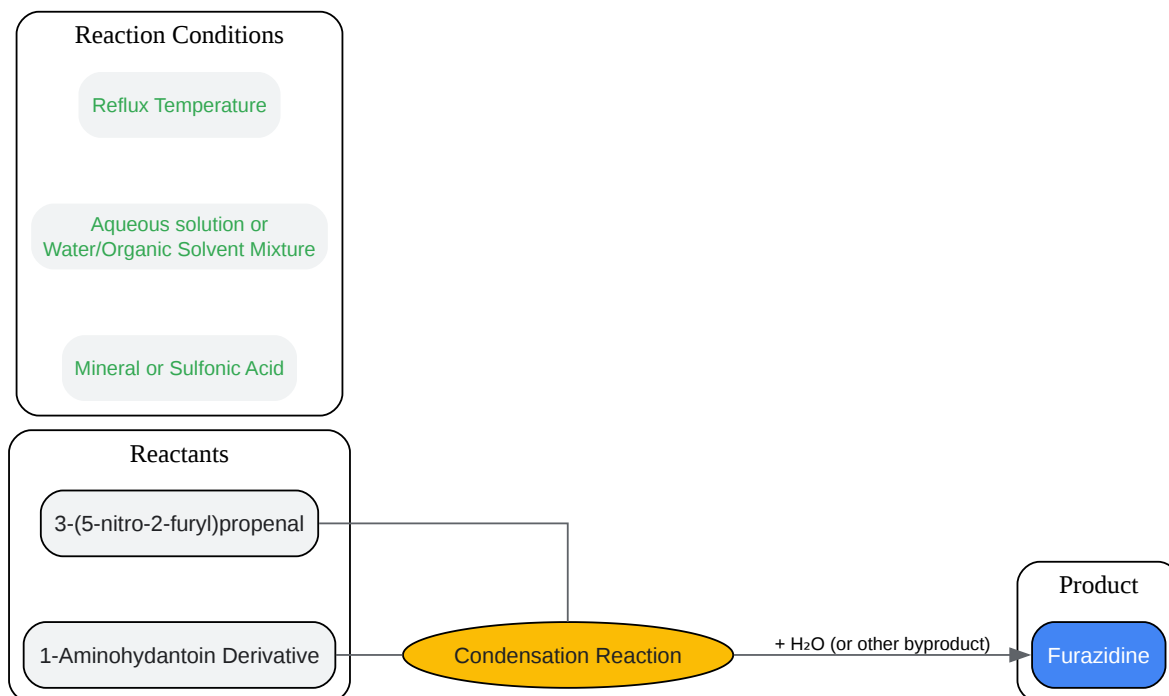 Reaction Conditions
Reflux Temperature
Aqueous solution or
Water/Organic Solvent Mixture
Mineral or Sulfonic Acid
Reactants
3-(5-nitro-2-furyl)propenal
1-Aminohydantoin Derivative
Condensation Reaction
+ H₂O (or other byproduct)
Product
Furazidine